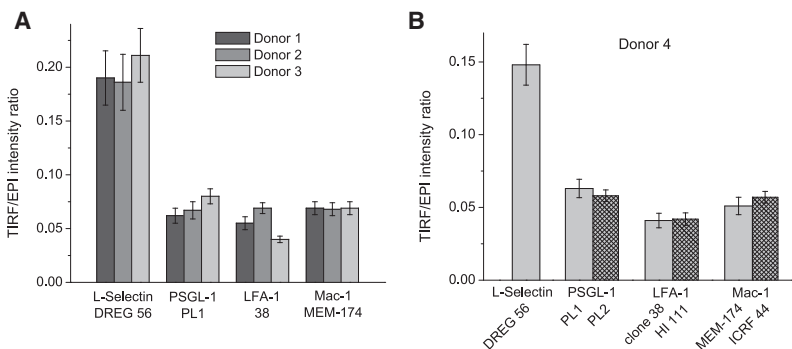 A
TIRF/EPI intensity ratio
0.20
0.15
0.10
0.05
0.00
Donor 1
Donor 2
Donor 3
L-Selectin PSGL-1 LFA-1 Mac-1
DREG 56 PL1 38 MEM-174
B
Donor 4
TIRF/EPI intensity ratio
0.15
0.10
0.05
0.00
L-Selectin PSGL-1 LFA-1 Mac-1
DREG 56 PL1 PL2 clone 38 HI 111 MEM-174 ICRF 44